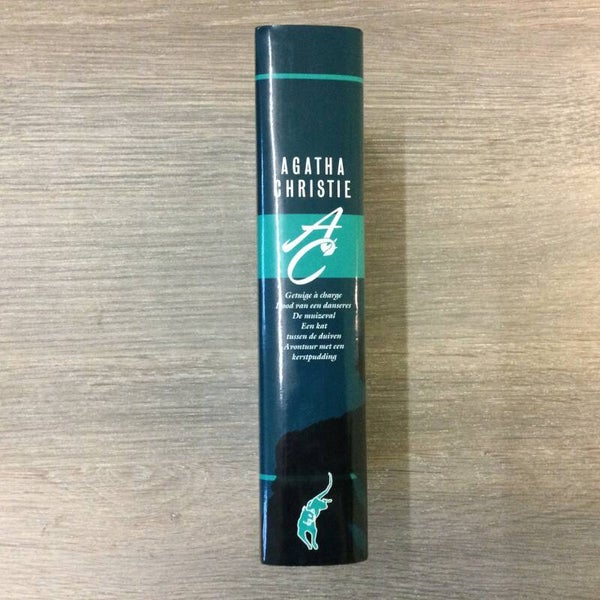 AGATHA
CHRISTIE
AC
Getuige à charge
Dood van een danseres
De muizeval
Een kat
tussen de duiven
Avontuur met een
kerstpudding